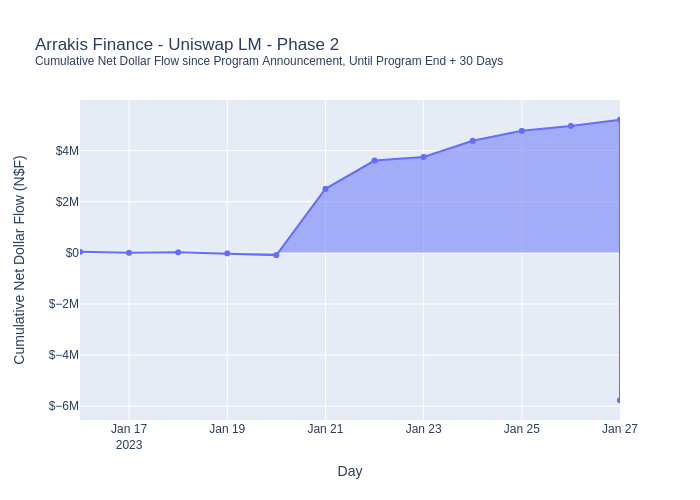 Arrakis Finance - Uniswap LM - Phase 2
Cumulative Net Dollar Flow since Program Announcement, Until Program End + 30 Days
Cumulative Net Dollar Flow (N$F)
$4M
$2M
$0
$−2M
$−4M
$−6M
Jan 17
2023
Jan 19
Jan 21
Jan 23
Jan 25
Jan 27
Day